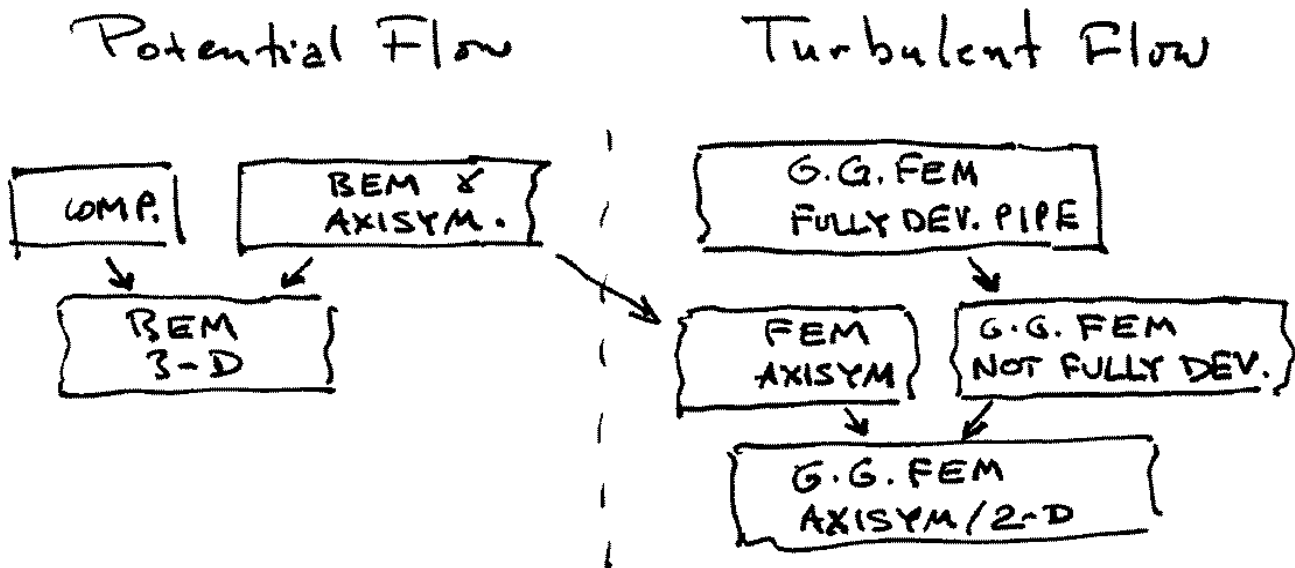 Potential Flow
Turbulent Flow
COMP.
BEM
AXISYM.
G.G. FEM
FULLY DEV. PIPE
BEM
3-D
FEM
AXISYM
G.G. FEM
NOT FULLY DEV.
G.G. FEM
AXISYM/2-D